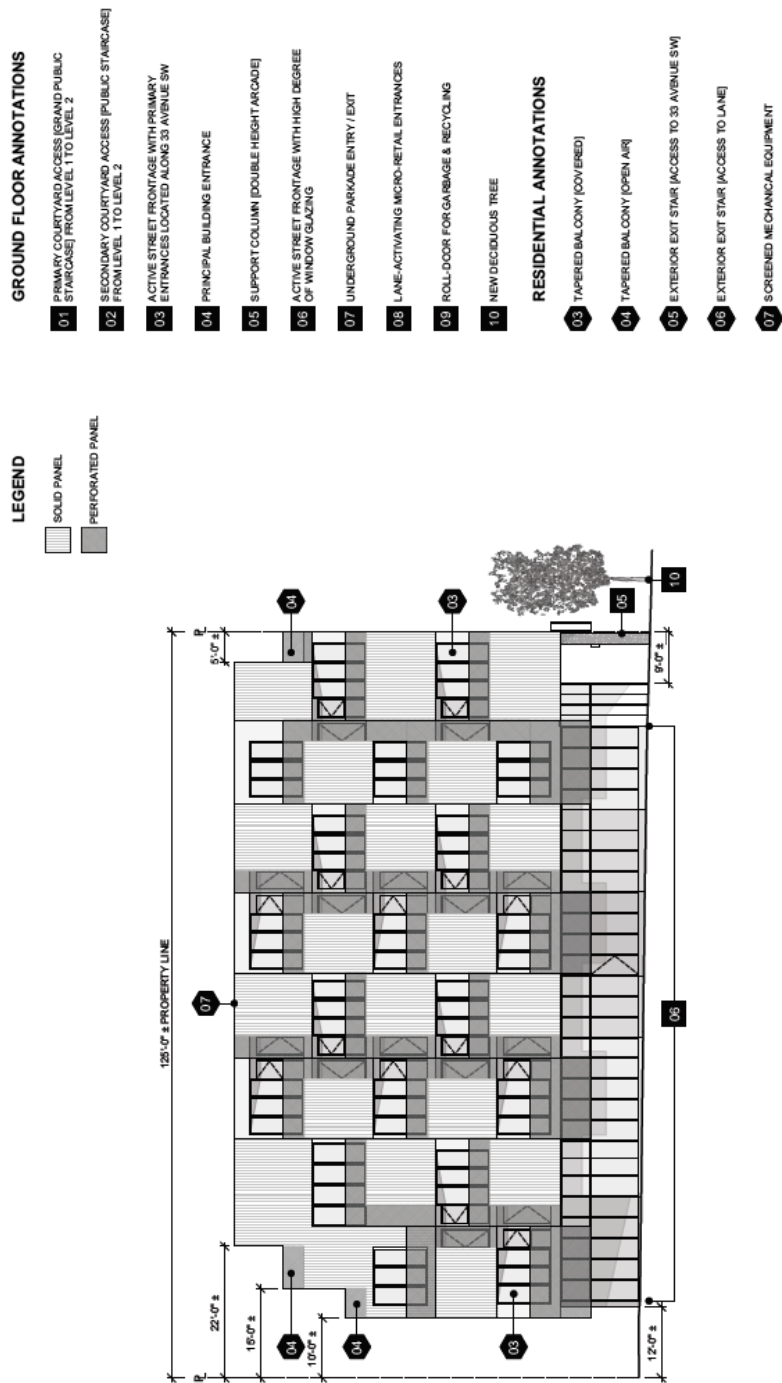 GROUND FLOOR ANNOTATIONS
01 PRIMARY COURTYARD ACCESS [GRAND PUBLIC
STAIRCASE] FROM LEVEL 1 TO LEVEL 2
02 SECONDARY COURTYARD ACCESS [PUBLIC STAIRCASE]
FROM LEVEL 1 TO LEVEL 2
03 ACTIVE STREET FRONTAGE WITH PRIMARY
ENTRANCES LOCATED ALONG 33 AVENUE SW
04 PRINCIPAL BUILDING ENTRANCE
05 SUPPORT COLUMN [DOUBLE HEIGHT ARCADE]
06 ACTIVE STREET FRONTAGE WITH HIGH DEGREE
OF WINDOW GLAZING
07 UNDERGROUND PARKADE ENTRY / EXIT
08 LANE-ACTIVATING MICRO-RETAIL ENTRANCES
09 ROLL-DOOR FOR GARBAGE & RECYCLING
10 NEW DECIDUOUS TREE
RESIDENTIAL ANNOTATIONS
03 TAPERED BALCONY [COVERED]
04 TAPERED BALCONY [OPEN AIR]
05 EXTERIOR EXIT STAIR [ACCESS TO 33 AVENUE SW]
06 EXTERIOR EXIT STAIR [ACCESS TO LANE]
07 SCREENED MECHANICAL EQUIPMENT
LEGEND
SOLID PANEL
PERFORATED PANEL
125'-0" ± PROPERTY LINE
P
P
22'-0" ±
15'-0" ±
10'-0" ±
5'-0" ±
07
04
04
04
03
03
12'-0" ±
9'-0" ±
06
05
10